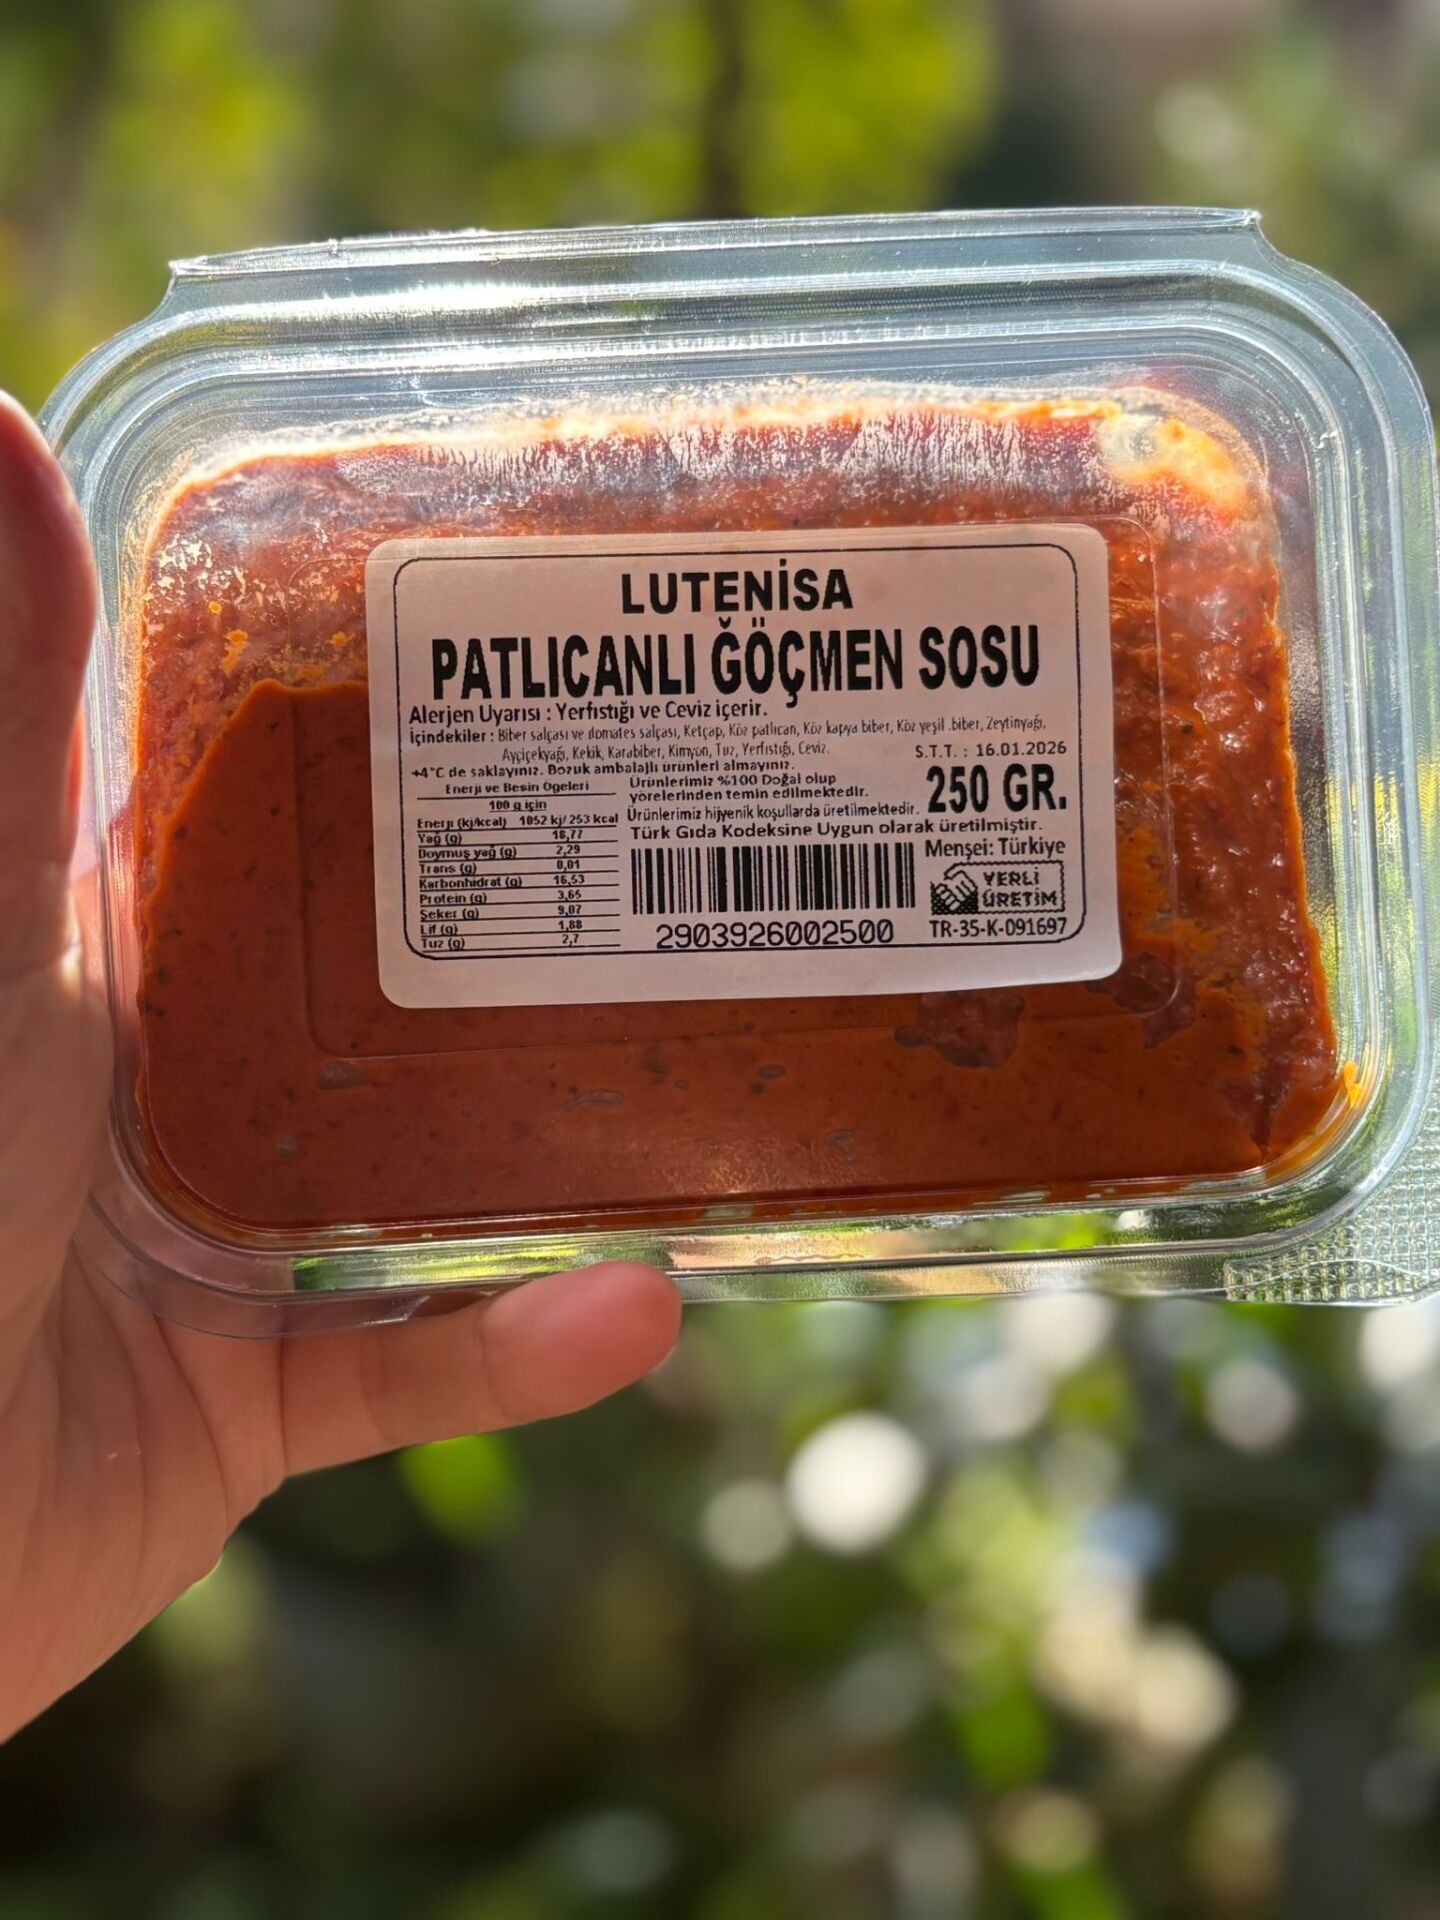 LUTENİSA
PATLICANLI ĞÖÇMEN SOSU
Alerjen Uyarısı : Yerfıstığı ve Ceviz içerir.
İçindekiler : Biber salçası ve domates salçası, Ketçap, Köz patlıcan, Köz kapya biber, Köz yeşil .biber, Zeytinyağı,
Ayçiçekyağı, Kekik, Karabiber, Kimyon, Tuz, Yerfıstığı, Ceviz.
S.T.T. : 16.01.2026
+4°C de saklayınız. Bozuk ambalajlı ürünleri almayınız.
Enerji ve Besin Ögeleri
100 g için
Enerji (kj/kcal) 1052 kj/ 253 kcal
Yağ (g) 18,77
Doymuş yağ (g) 2,29
Trans (g) 0,01
Karbonhidrat (g) 16,53
Protein (g) 3,65
Şeker (g) 9,07
Lif (g) 1,88
Tuz (g) 2,7
Ürünlerimiz %100 Doğal olup
yörelerinden temin edilmektedir.
Ürünlerimiz hijyenik koşullarda üretilmektedir.
Türk Gıda Kodeksine Uygun olarak üretilmiştir.
250 GR.
Menşei: Türkiye
YERLİ
ÜRETİM
TR-35-K-091697
2903926002500